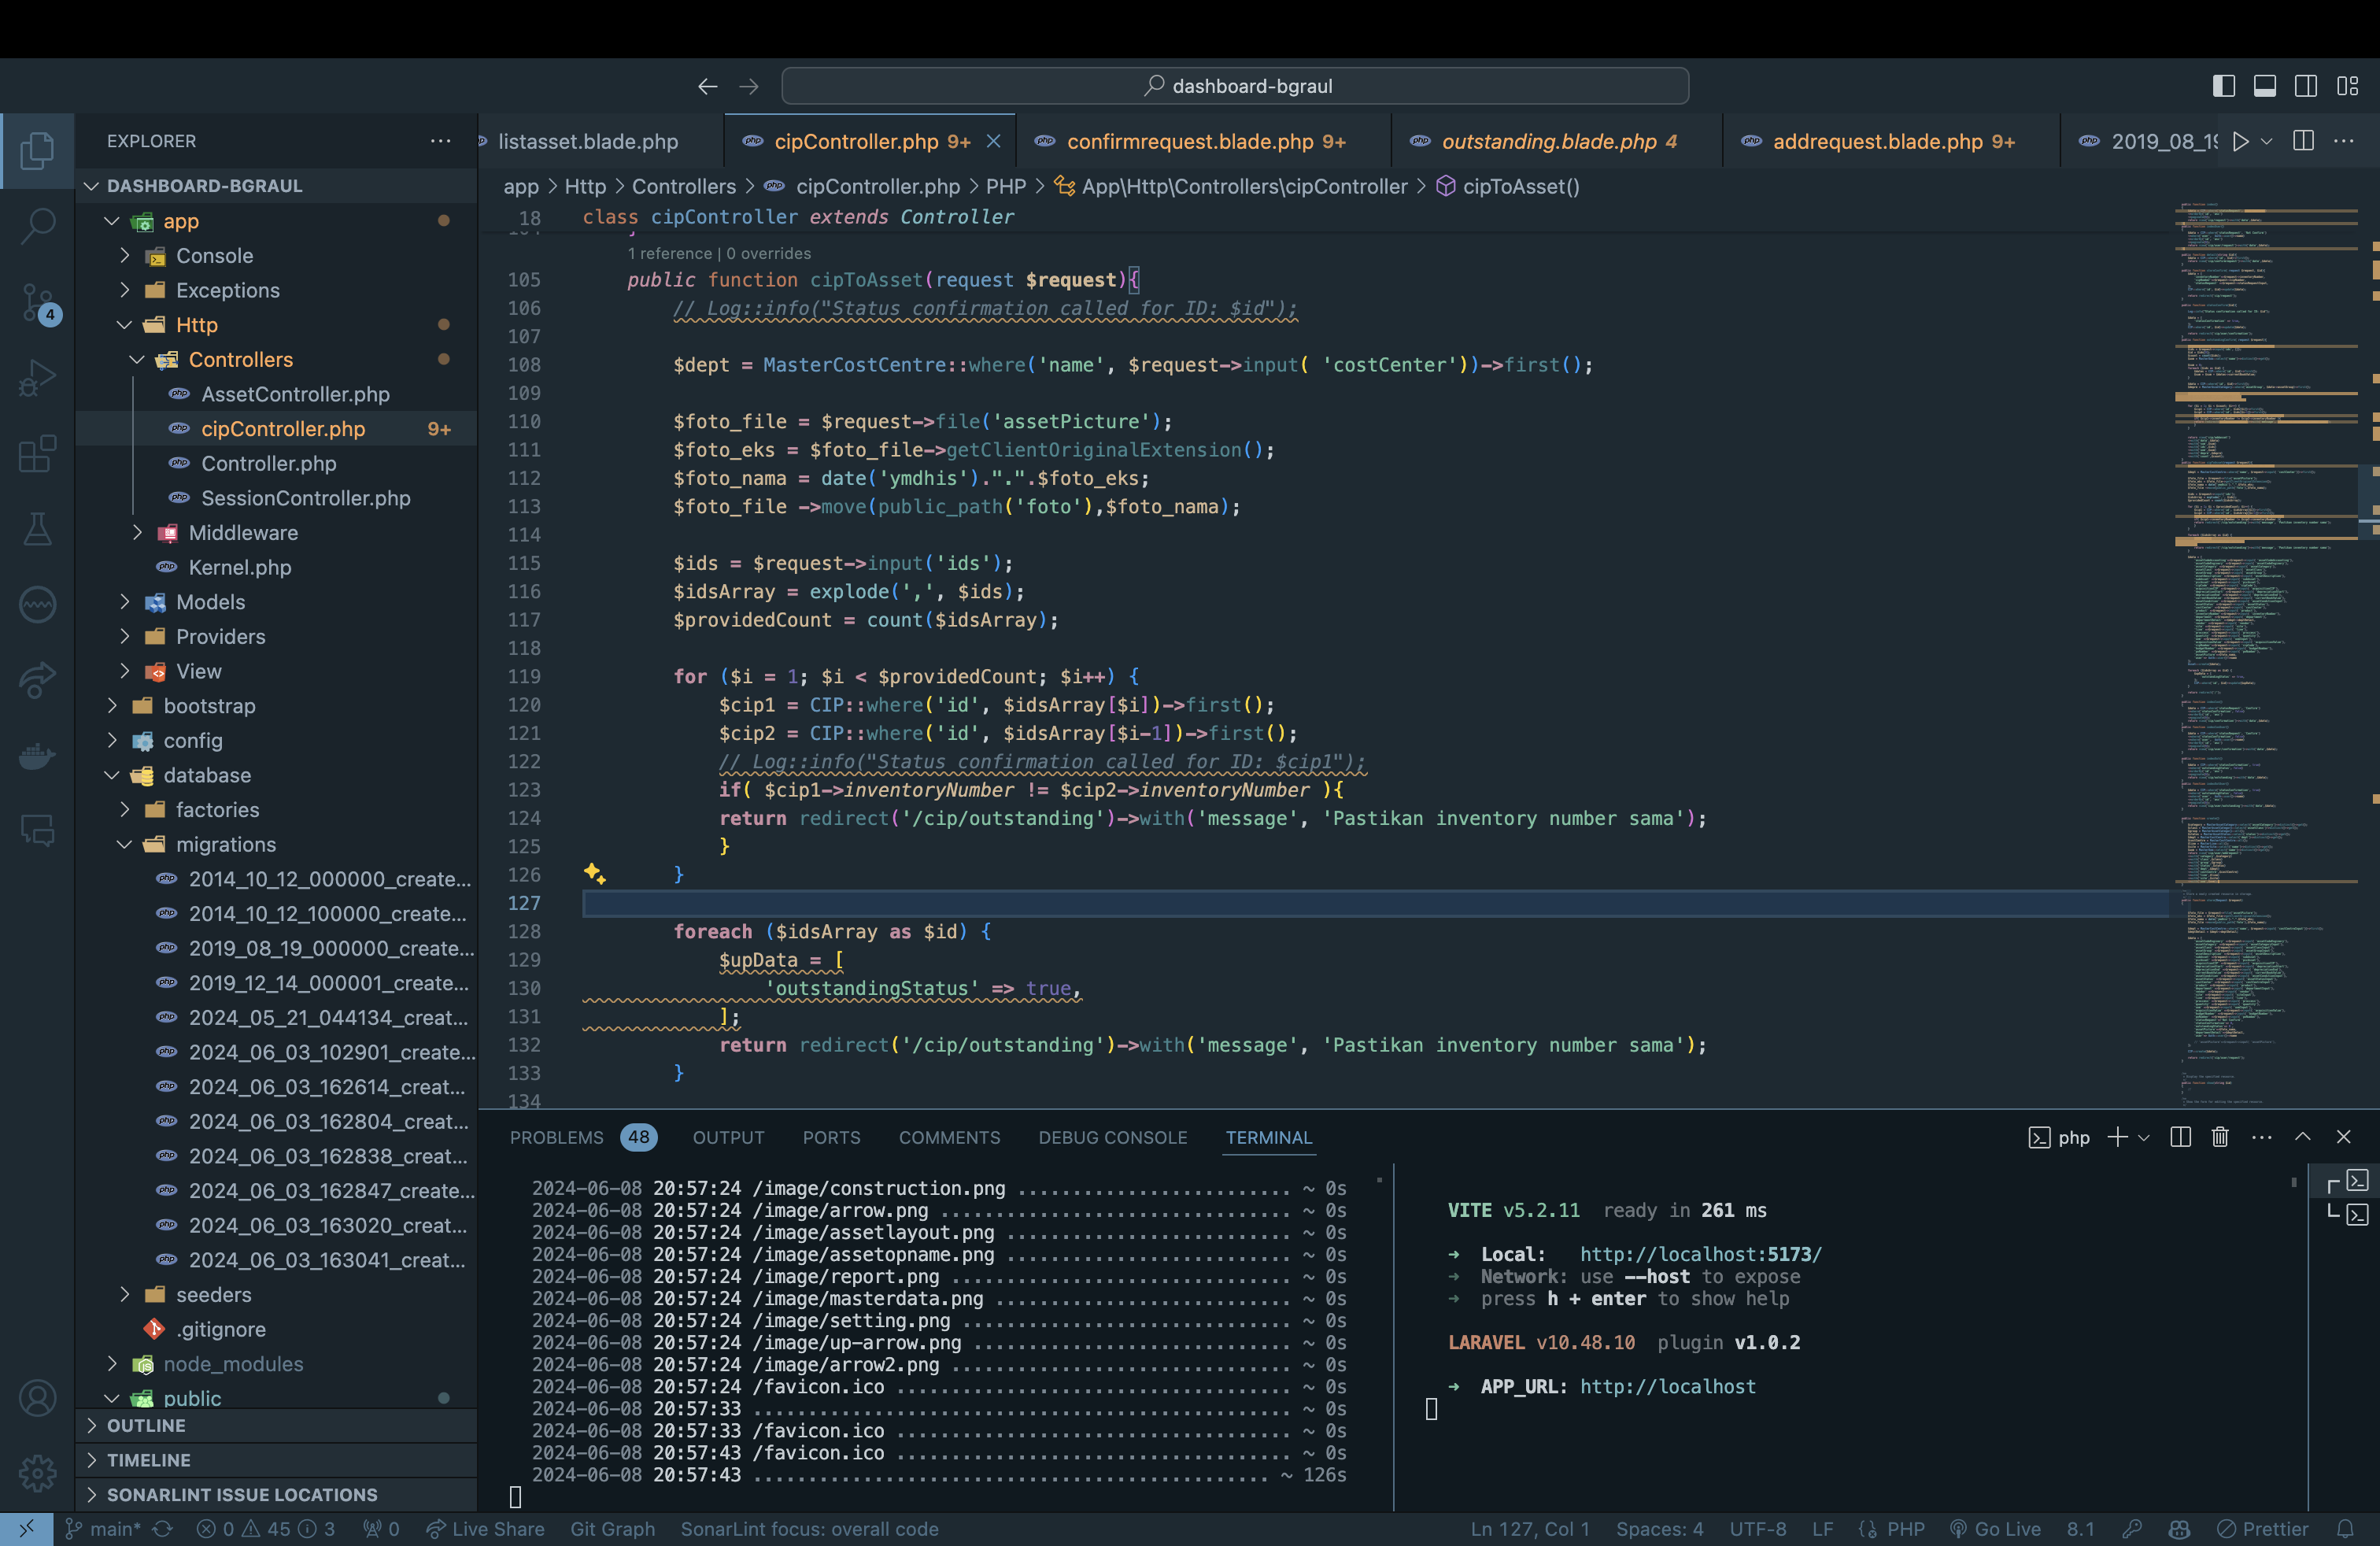 dashboard-bgraul
EXPLORER
listasset.blade.php
cipController.php 9+
confirmrequest.blade.php 9+
outstanding.blade.php 4
addrequest.blade.php 9+
2019_08_19
app > Http > Controllers > cipController.php > PHP > App\Http\Controllers\cipController > cipToAsset()
DASHBOARD-BGRAUL
app
Console
Exceptions
Http
Controllers
AssetController.php
cipController.php 9+
Controller.php
SessionController.php
Middleware
Kernel.php
Models
Providers
View
bootstrap
config
database
factories
migrations
2014_10_12_000000_create...
2014_10_12_100000_create...
2019_08_19_000000_create...
2019_12_14_000001_create...
2024_05_21_044134_creat...
2024_06_03_102901_create...
2024_06_03_162614_creat...
2024_06_03_162804_creat...
2024_06_03_162838_creat...
2024_06_03_162847_create...
2024_06_03_163020_creat...
2024_06_03_163041_creat...
seeders
.gitignore
node_modules
public
OUTLINE
TIMELINE
SONARLINT ISSUE LOCATIONS
4
18 class cipController extends Controller
1 reference | 0 overrides
105 public function cipToAsset(request $request){
106 // Log::info("Status confirmation called for ID: $id");
107
108 $dept = MasterCostCentre::where('name', $request->input( 'costCenter'))->first();
109
110 $foto_file = $request->file('assetPicture');
111 $foto_eks = $foto_file->getClientOriginalExtension();
112 $foto_nama = date('ymdhis').".".$foto_eks;
113 $foto_file ->move(public_path('foto'),$foto_nama);
114
115 $ids = $request->input('ids');
116 $idsArray = explode(',', $ids);
117 $providedCount = count($idsArray);
118
119 for ($i = 1; $i < $providedCount; $i++) {
120 $cip1 = CIP::where('id', $idsArray[$i])->first();
121 $cip2 = CIP::where('id', $idsArray[$i-1])->first();
122 // Log::info("Status confirmation called for ID: $cip1");
123 if( $cip1->inventoryNumber != $cip2->inventoryNumber ){
124 return redirect('/cip/outstanding')->with('message', 'Pastikan inventory number sama');
125 }
126 }
127
128 foreach ($idsArray as $id) {
129 $upData = [
130 'outstandingStatus' => true,
131 ];
132 return redirect('/cip/outstanding')->with('message', 'Pastikan inventory number sama');
133 }
134
PROBLEMS 48 OUTPUT PORTS COMMENTS DEBUG CONSOLE TERMINAL
php
2024-06-08 20:57:24 /image/construction.png ......................... ~ 0s
2024-06-08 20:57:24 /image/arrow.png ................................ ~ 0s
2024-06-08 20:57:24 /image/assetlayout.png .......................... ~ 0s
2024-06-08 20:57:24 /image/assetopname.png .......................... ~ 0s
2024-06-08 20:57:24 /image/report.png ............................... ~ 0s
2024-06-08 20:57:24 /image/masterdata.png ........................... ~ 0s
2024-06-08 20:57:24 /image/setting.png .............................. ~ 0s
2024-06-08 20:57:24 /image/up-arrow.png ............................. ~ 0s
2024-06-08 20:57:24 /image/arrow2.png ............................... ~ 0s
2024-06-08 20:57:24 /favicon.ico .................................... ~ 0s
2024-06-08 20:57:33 ................................................. ~ 0s
2024-06-08 20:57:33 /favicon.ico .................................... ~ 0s
2024-06-08 20:57:43 /favicon.ico .................................... ~ 0s
2024-06-08 20:57:43 ............................................... ~ 126s
VITE v5.2.11 ready in 261 ms
➜ Local: http://localhost:5173/
➜ Network: use --host to expose
➜ press h + enter to show help
LARAVEL v10.48.10 plugin v1.0.2
➜ APP_URL: http://localhost
main* 0 45 3 0 Live Share Git Graph SonarLint focus: overall code
Ln 127, Col 1 Spaces: 4 UTF-8 LF PHP Go Live 8.1 Prettier